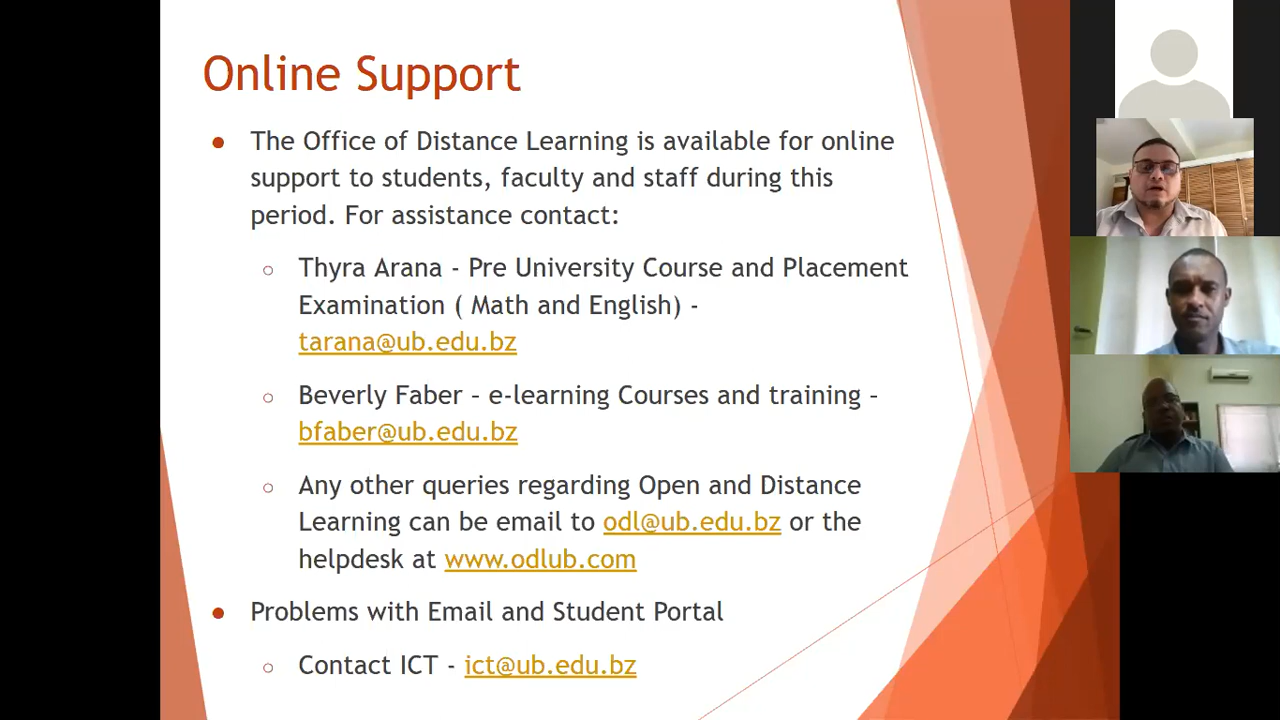 Online Support
● The Office of Distance Learning is available for online
support to students, faculty and staff during this
period. For assistance contact:
○ Thyra Arana - Pre University Course and Placement
Examination ( Math and English) -
tarana@ub.edu.bz
○ Beverly Faber – e-learning Courses and training –
bfaber@ub.edu.bz
○ Any other queries regarding Open and Distance
Learning can be email to odl@ub.edu.bz or the
helpdesk at www.odlub.com
● Problems with Email and Student Portal
○ Contact ICT - ict@ub.edu.bz